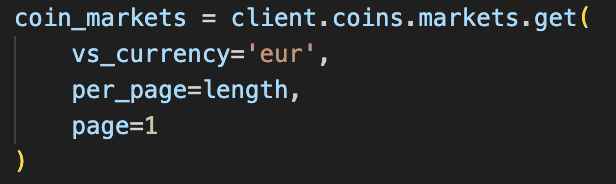 coin_markets = client.coins.markets.get(
    vs_currency='eur',
    per_page=length,
    page=1
)